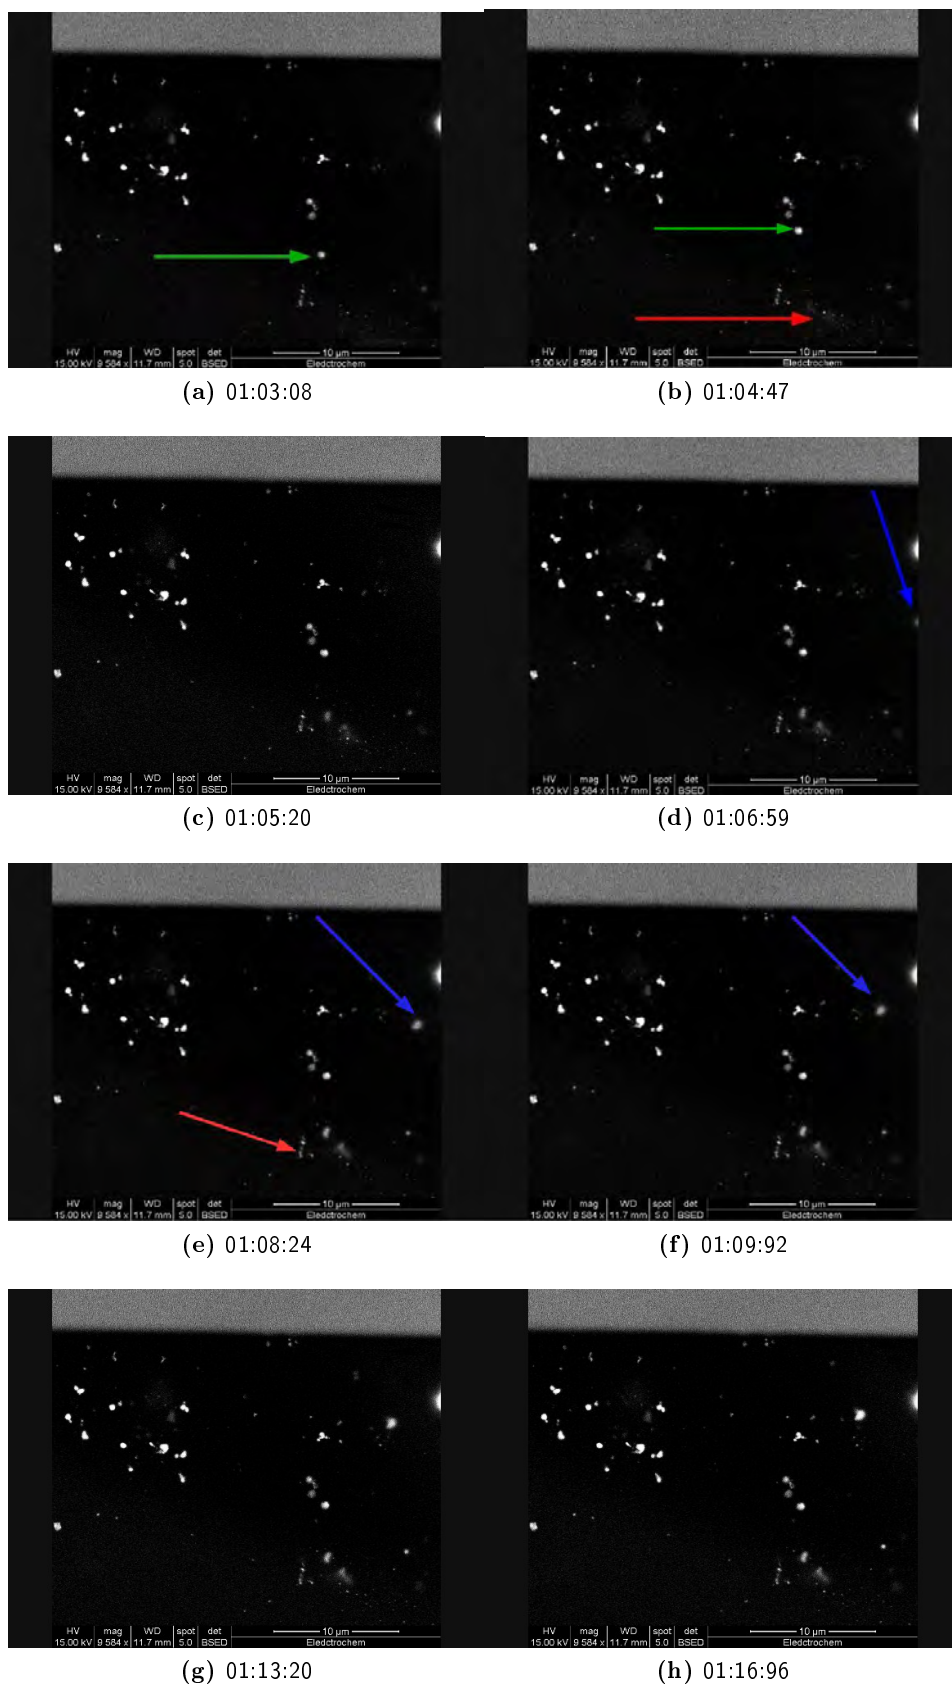 HV mag WD spot det 10 µm
15.00 kV 9 584 x 11.7 mm 5.0 BSED Eledctrochem
HV mag WD spot det 10 µm
15.00 kV 9 584 x 11.7 mm 5.0 BSED Eledctrochem
(a) 01:03:08
(b) 01:04:47
HV mag WD spot det 10 µm
15.00 kV 9 584 x 11.7 mm 5.0 BSED Eledctrochem
HV mag WD spot det 10 µm
15.00 kV 9 584 x 11.7 mm 5.0 BSED Eledctrochem
(c) 01:05:20
(d) 01:06:59
HV mag WD spot det 10 µm
15.00 kV 9 584 x 11.7 mm 5.0 BSED Eledctrochem
HV mag WD spot det 10 µm
15.00 kV 9 584 x 11.7 mm 5.0 BSED Eledctrochem
(e) 01:08:24
(f) 01:09:92
HV mag WD spot det 10 µm
15.00 kV 9 584 x 11.7 mm 5.0 BSED Eledctrochem
HV mag WD spot det 10 µm
15.00 kV 9 584 x 11.7 mm 5.0 BSED Eledctrochem
(g) 01:13:20
(h) 01:16:96